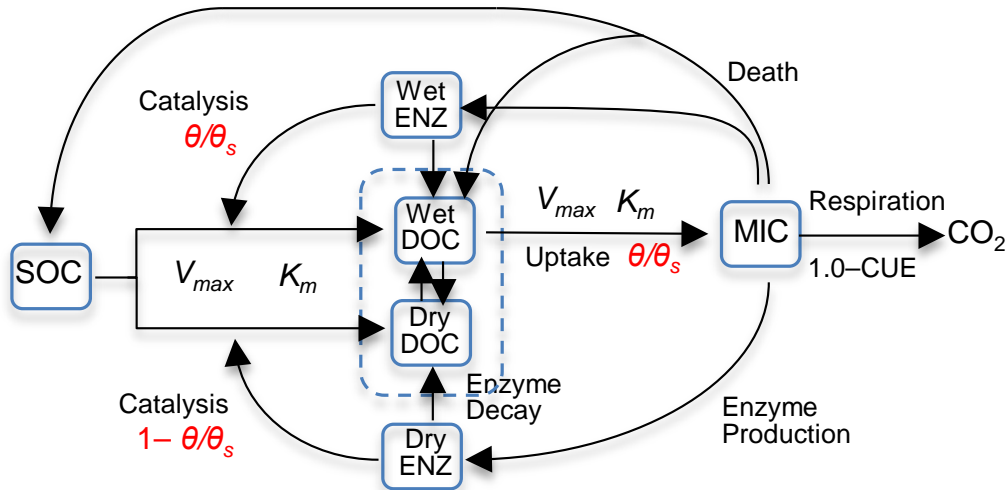 Death
Wet
ENZ
Catalysis
θ/θs
Wet
DOC
Vmax Km
Uptake θ/θs
MIC
Respiration
CO2
1.0–CUE
SOC
Vmax Km
Dry
DOC
Enzyme
Decay
Catalysis
1– θ/θs
Dry
ENZ
Enzyme
Production